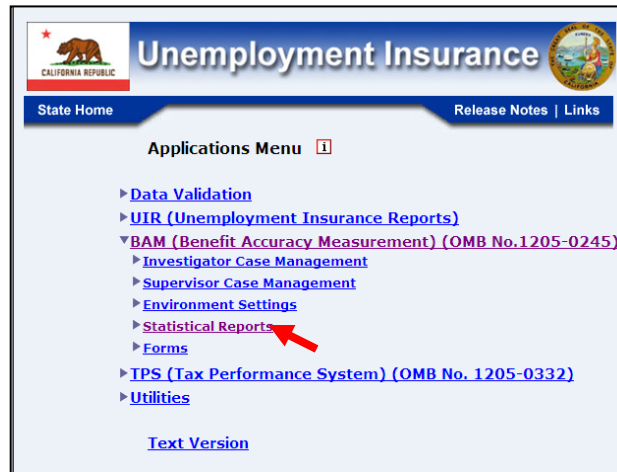 CALIFORNIA REPUBLIC
Unemployment Insurance
State Home
Release Notes | Links
Applications Menu i
Data Validation
UIR (Unemployment Insurance Reports)
BAM (Benefit Accuracy Measurement) (OMB No.1205-0245)
Investigator Case Management
Supervisor Case Management
Environment Settings
Statistical Reports
Forms
TPS (Tax Performance System) (OMB No. 1205-0332)
Utilities
Text Version